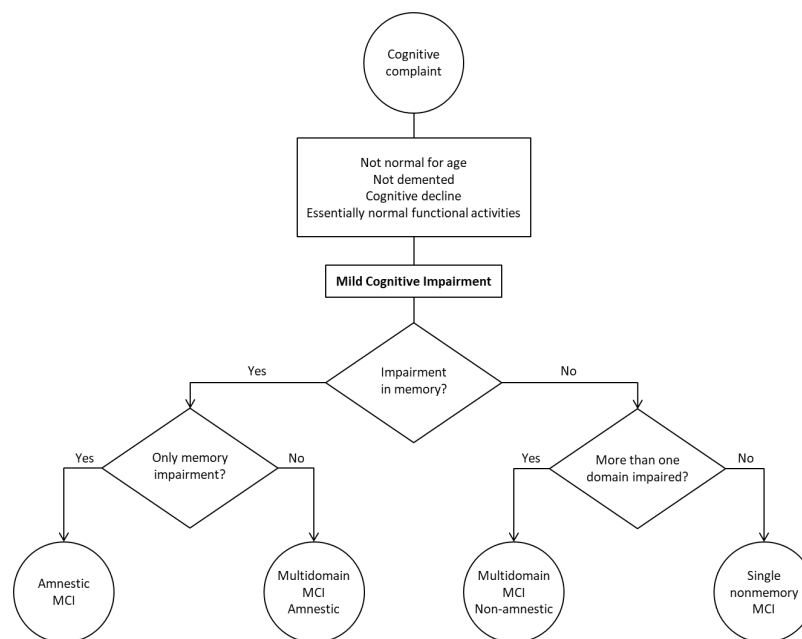 Cognitive
complaint
Not normal for age
Not demented
Cognitive decline
Essentially normal functional activities
Mild Cognitive Impairment
Impairment
in memory?
Yes
No
Only memory
impairment?
Yes
No
More than one
domain impaired?
Yes
No
Amnestic
MCI
Multidomain
MCI
Amnestic
Multidomain
MCI
Non-amnestic
Single
nonmemory
MCI